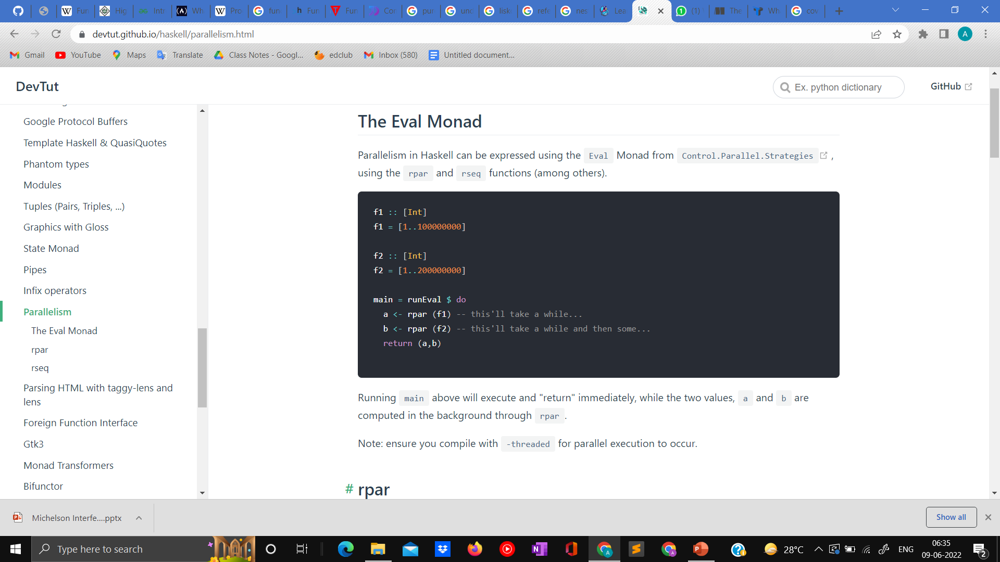 Fun
Hig
Intr
Wh
Pro
fun
Fun
Fun
Cor
pur
unc
lisk
refe
nes
Lea
(1)
The
Wh
cov
devtut.github.io/haskell/parallelism.html
A
Gmail
YouTube
Maps
Translate
Class Notes - Googl...
edclub
Inbox (580)
Untitled document...
DevTut
Ex. python dictionary
GitHub
Google Protocol Buffers
Template Haskell & QuasiQuotes
Phantom types
Modules
Tuples (Pairs, Triples, ...)
Graphics with Gloss
State Monad
Pipes
Infix operators
Parallelism
The Eval Monad
rpar
rseq
Parsing HTML with taggy-lens and
lens
Foreign Function Interface
Gtk3
Monad Transformers
Bifunctor
The Eval Monad
Parallelism in Haskell can be expressed using the Eval Monad from Control.Parallel.Strategies ,
using the rpar and rseq functions (among others).
f1 :: [Int]
f1 = [1..100000000]
f2 :: [Int]
f2 = [1..200000000]
main = runEval $ do
a <- rpar (f1) -- this'll take a while...
b <- rpar (f2) -- this'll take a while and then some...
return (a,b)
Running main above will execute and "return" immediately, while the two values, a and b are
computed in the background through rpar .
Note: ensure you compile with -threaded for parallel execution to occur.
# rpar
Michelson Interfe....pptx
Show all
Type here to search
28°C
ENG
06:35
09-06-2022
2